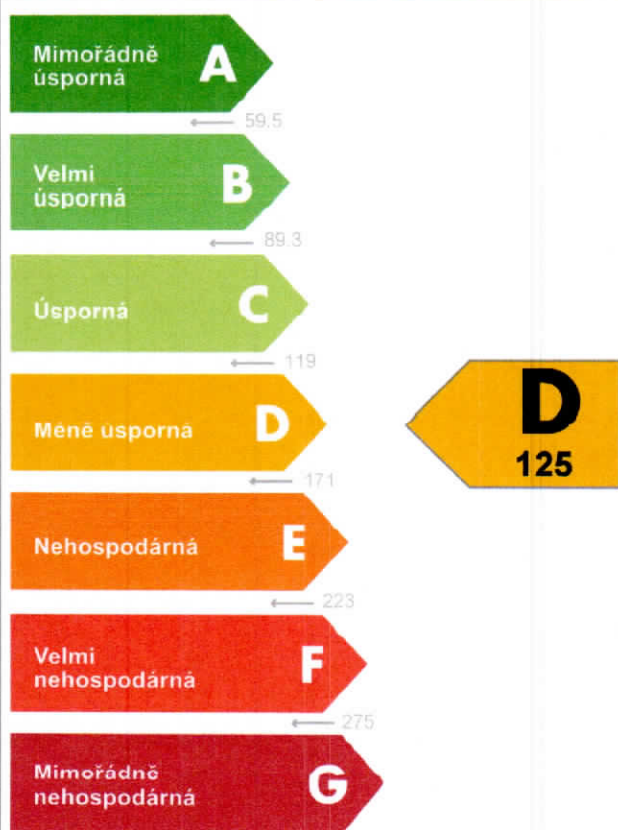 Mimořádně
úsporná
A
59.5
Velmi
úsporná
B
89.3
Úsporná
C
119
Méně úsporná
D
171
D
125
Nehospodárná
E
223
Velmi
nehospodárná
F
275
Mimořádně
nehospodárná
G